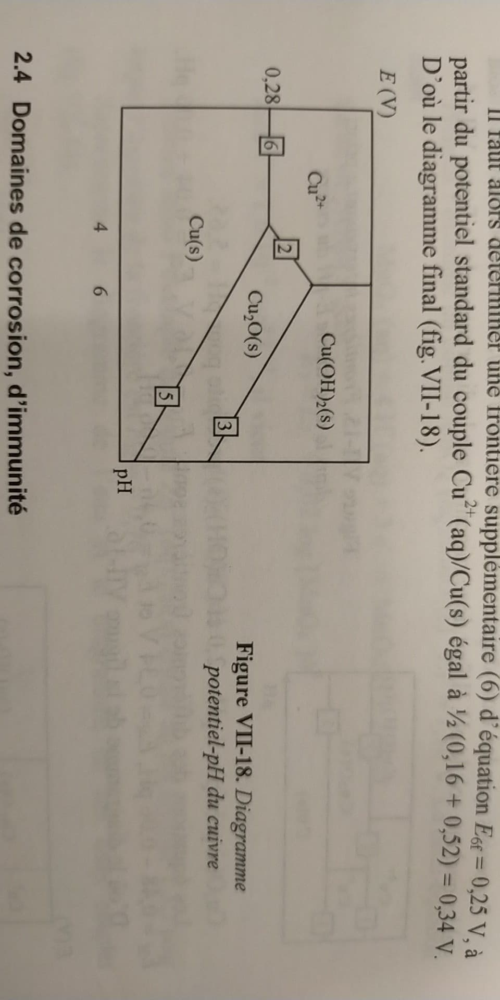 Il faut alors déterminer une frontière supplémentaire (6) d'équation E6f = 0,25 V, à
partir du potentiel standard du couple Cu²⁺(aq)/Cu(s) égal à ½ (0,16 + 0,52) = 0,34 V.
D'où le diagramme final (fig. VII-18).
E (V)
Cu(OH)₂(s)
Cu²⁺
2
0,28
6
Cu₂O(s)
3
Cu(s)
5
pH
4 6
Figure VII-18. Diagramme
potentiel-pH du cuivre
2.4 Domaines de corrosion, d'immunité